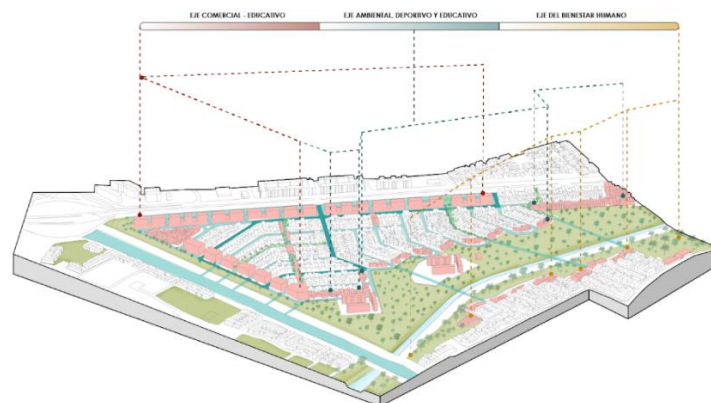 EJE COMERCIAL - EDUCATIVO
EJE AMBIENTAL, DEPORTIVO Y EDUCATIVO
EJE DEL BIENESTAR HUMANO